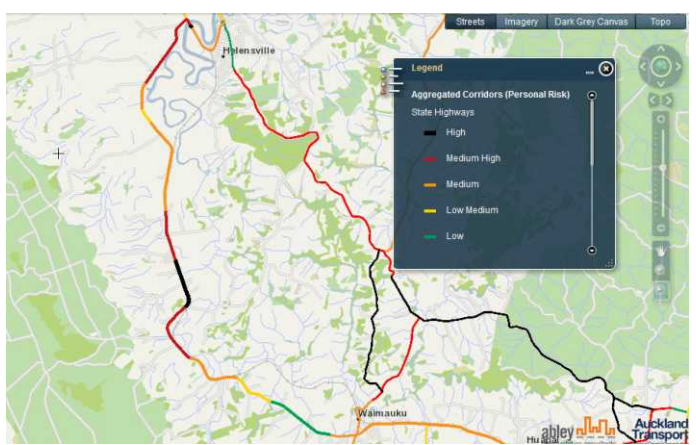 Streets Imagery Dark Grey Canvas Topo
Helensville
Legend
Aggregated Corridors (Personal Risk)
State Highways
High
Medium High
Medium
Low Medium
Low
Waimauku
abley
Auckland
Transport